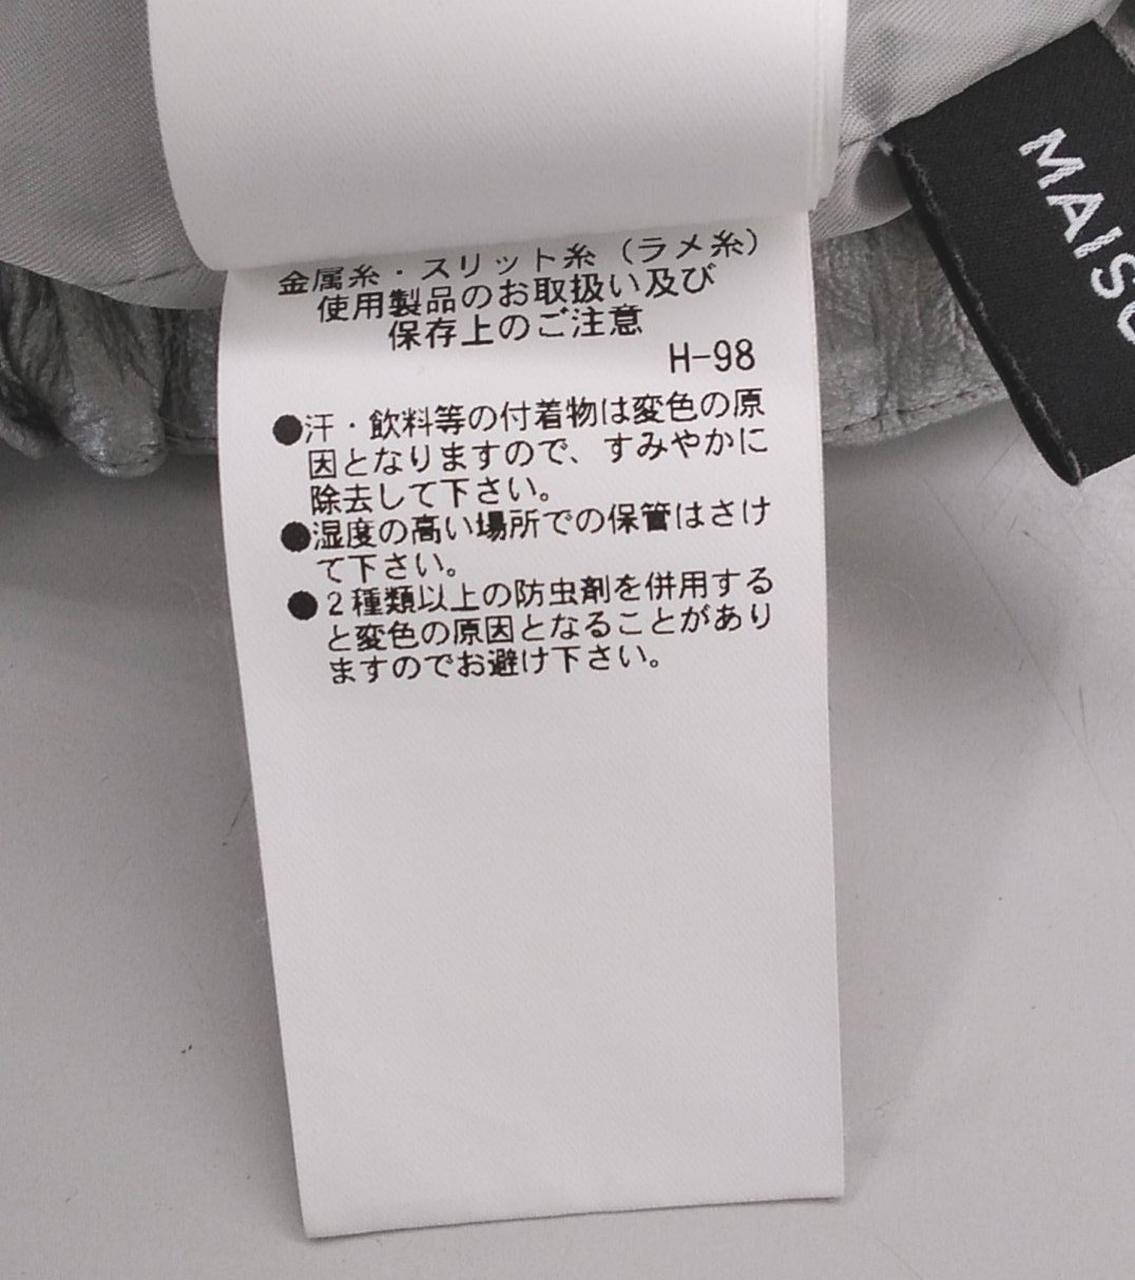 金属糸・スリット糸（ラメ糸）
使用製品のお取扱い及び
保存上のご注意
H-98
●汗・飲料等の付着物は変色の原
因となりますので、すみやかに
除去して下さい。
●湿度の高い場所での保管はさけ
て下さい。
●2種類以上の防虫剤を併用する
と変色の原因となることがあり
ますのでお避け下さい。
MAISO